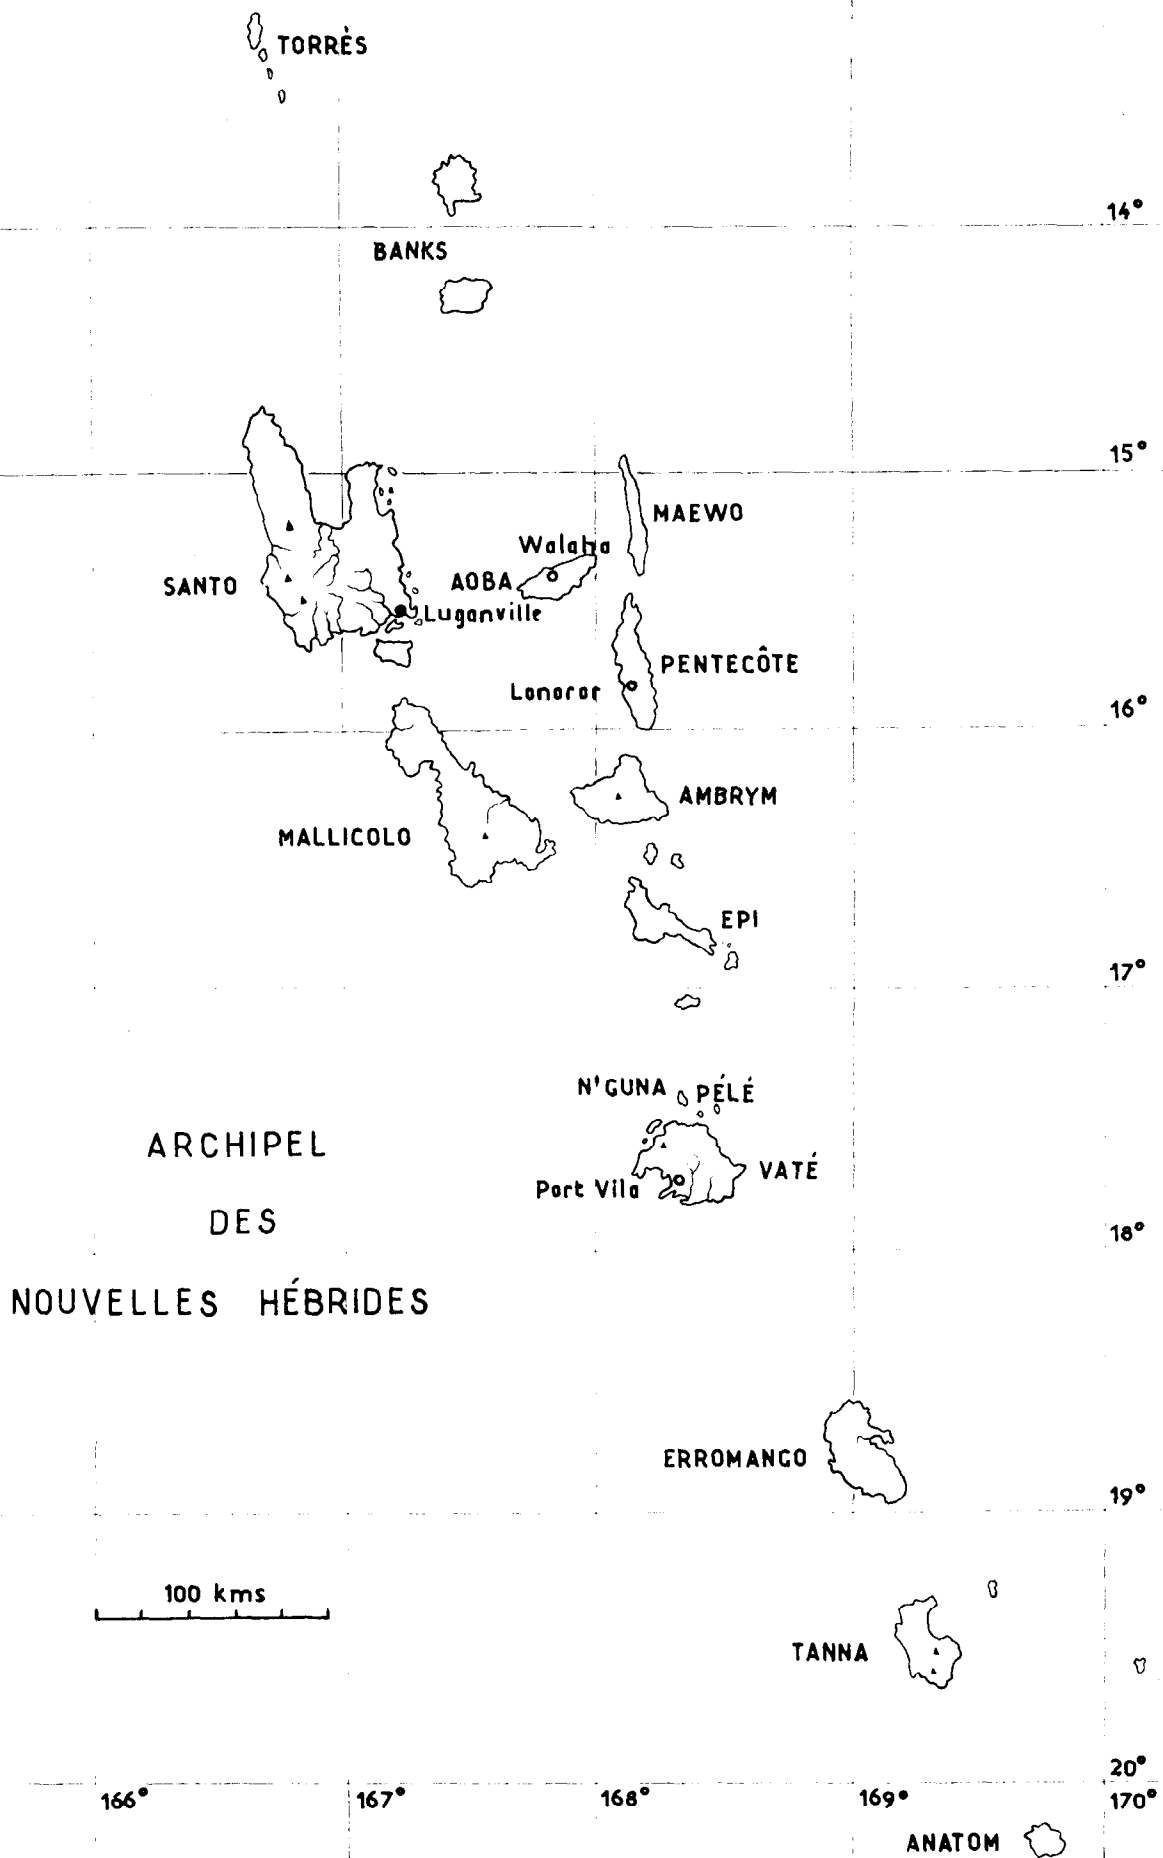 TORRÈS
14°
BANKS
15°
MAEWO
Walaha
AOBA
SANTO
Luganville
PENTECÔTE
Lonoror
16°
AMBRYM
MALLICOLO
EPI
17°
N'GUNA PÉLÉ
ARCHIPEL
VATÉ
Port Vila
DES
18°
NOUVELLES HÉBRIDES
ERROMANGO
19°
100 kms
TANNA
20°
166° 167° 168° 169° 170°
ANATOM